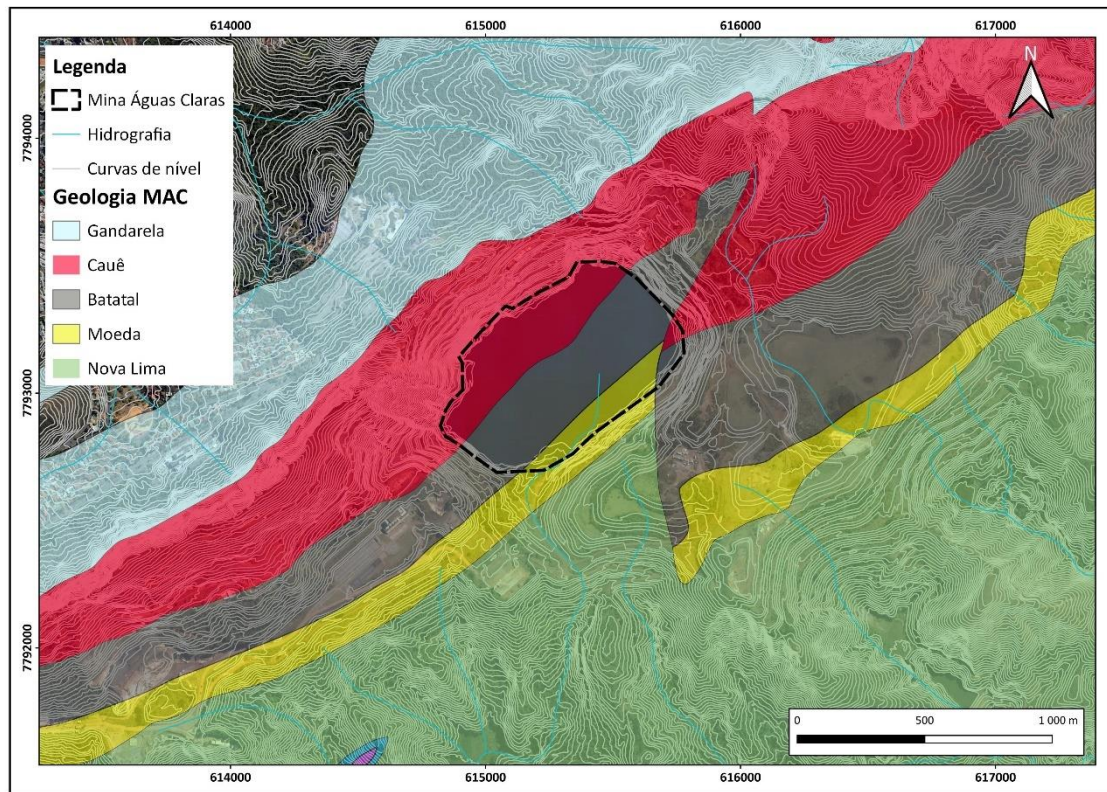 614000
615000
616000
617000
Legenda
Mina Águas Claras
Hidrografia
Curvas de nível
Geologia MAC
Gandarela
Cauê
Batatal
Moeda
Nova Lima
N
7794000
7793000
7792000
0 500 1 000 m
614000
615000
616000
617000